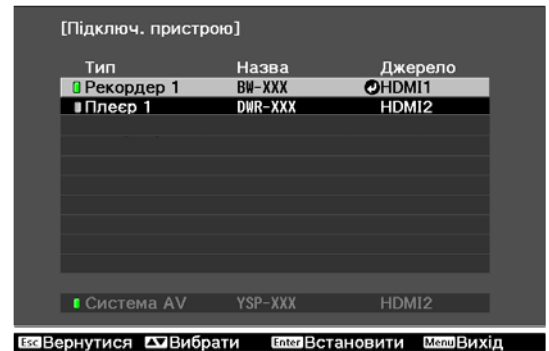 [Підключ. пристрою]
Тип Назва Джерело
Рекордер 1 BW-XXX HDMI1
Плеєр 1 DWR-XXX HDMI2
Система AV YSP-XXX HDMI2
Esc Вернутися Вибрати Enter Встановити Menu Вихід